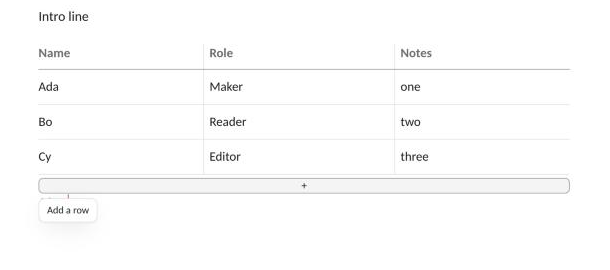 Intro line
Name Role Notes
Ada Maker one
Bo Reader two
Cy Editor three
+
Add a row